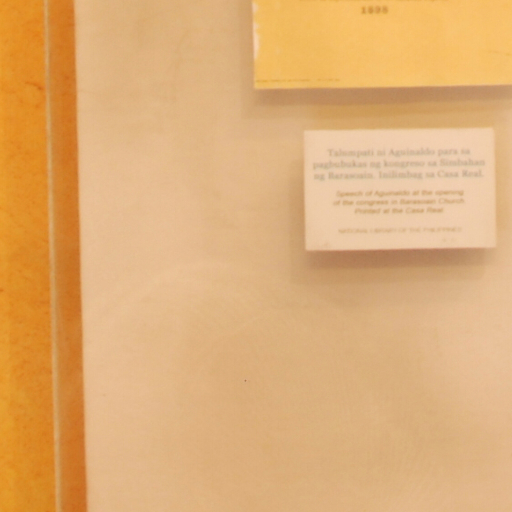 1899
Talumpati ni Aguinaldo para sa
pagbubukas ng kongreso sa Simbahan
ng Barasoain. Inilimbag sa Casa Real.
Speech of Aguinaldo at the opening
of the congress in Barasoain Church.
Printed at the Casa Real.
NATIONAL LIBRARY OF THE PHILIPPINES